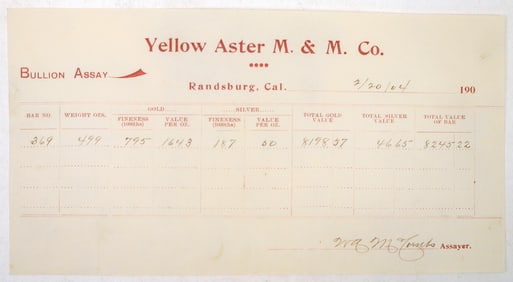 Yellow Aster M. & M. Co.
BULLION ASSAY
Randsburg, Cal. 2/20/04 190
GOLD SILVER
BAR NO WEIGHT OZS. FINENESS (1000ths) VALUE PER OZ. FINENESS (1000ths) VALUE PER OZ. TOTAL GOLD VALUE TOTAL SILVER VALUE TOTAL VALUE OF BAR
369 499 795 1643 187 50 8198.57 46.65 8245.22
Assayer.